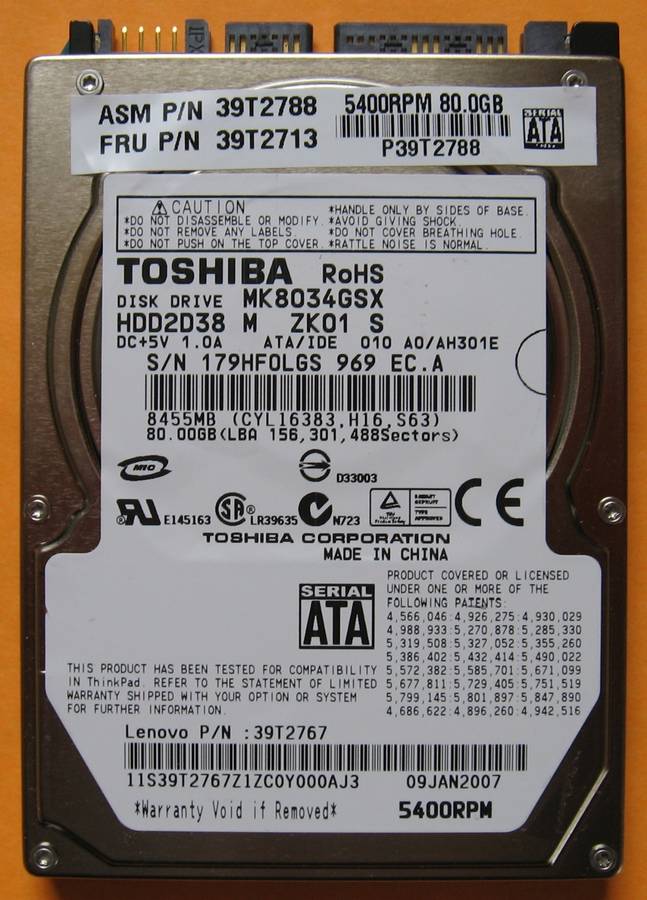 IPX
ASM P/N 39T2788
FRU P/N 39T2713
5400RPM 80.0GB
P39T2788
SERIAL
ATA
CAUTION
*DO NOT DISASSEMBLE OR MODIFY.
*DO NOT REMOVE ANY LABELS.
*DO NOT PUSH ON THE TOP COVER.
*HANDLE ONLY BY SIDES OF BASE.
*AVOID GIVING SHOCK.
*DO NOT COVER BREATHING HOLE.
*RATTLE NOISE IS NORMAL.
TOSHIBA RoHS
DISK DRIVE MK8034GSX
HDD2D38 M ZK01 S
DC+5V 1.0A ATA/IDE 010 A0/AH301E
S/N 179HF0LGS 969 EC.A
8455MB (CYL16383,H16,S63)
80.00GB(LBA 156,301,488Sectors)
MIC
D33003
E145163
SA
LR39635
N723
TYPE
APPROVED
CE
TOSHIBA CORPORATION
MADE IN CHINA
SERIAL
ATA
PRODUCT COVERED OR LICENSED
UNDER ONE OR MORE OF THE
FOLLOWING PATENTS:
4,566,046:4,926,275:4,930,029
4,988,933:5,270,878:5,285,330
5,319,508:5,327,052:5,355,260
5,386,402:5,432,414:5,490,022
5,572,382:5,585,701:5,671,099
5,677,811:5,729,405:5,751,519
5,799,145:5,801,897:5,847,890
4,686,622:4,896,260:4,942,516
THIS PRODUCT HAS BEEN TESTED FOR COMPATIBILITY
IN ThinkPad. REFER TO THE STATEMENT OF LIMITED
WARRANTY SHIPPED WITH YOUR OPTION OR SYSTEM
FOR FURTHER INFORMATION.
Lenovo P/N :39T2767
11S39T2767Z1ZC0Y000AJ3 09JAN2007
*Warranty Void if Removed* 5400RPM